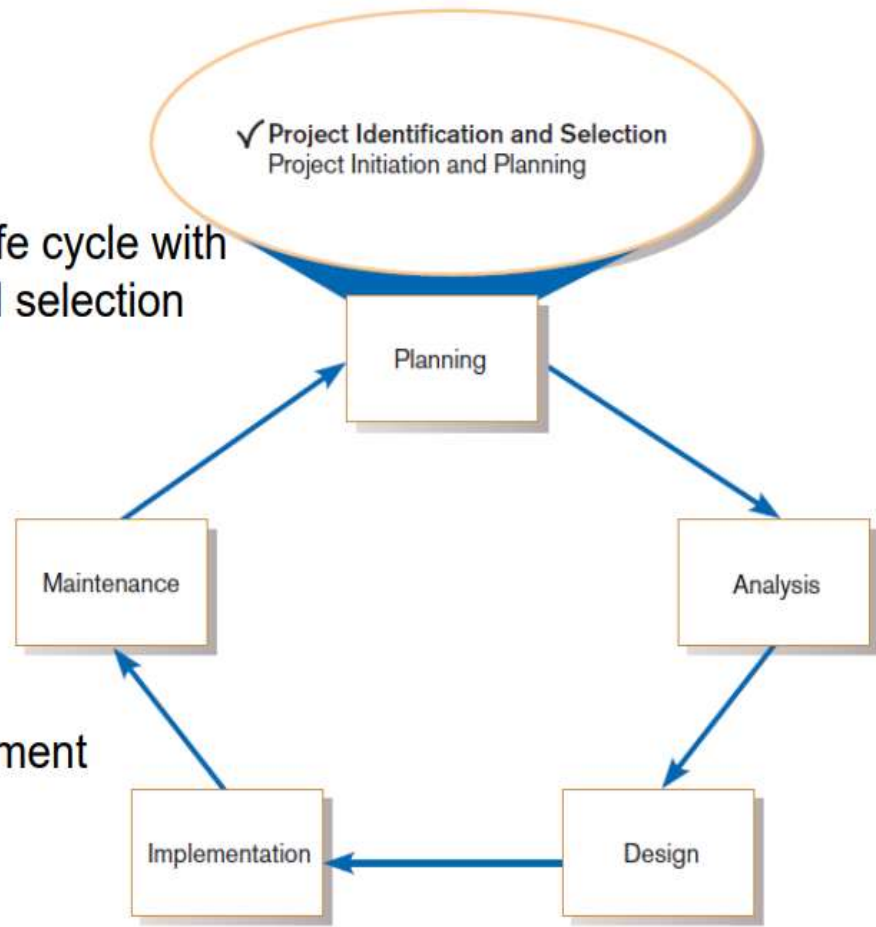 ✓ Project Identification and Selection
Project Initiation and Planning
fe cycle with
selection
Planning
Maintenance
Analysis
ment
Implementation
Design